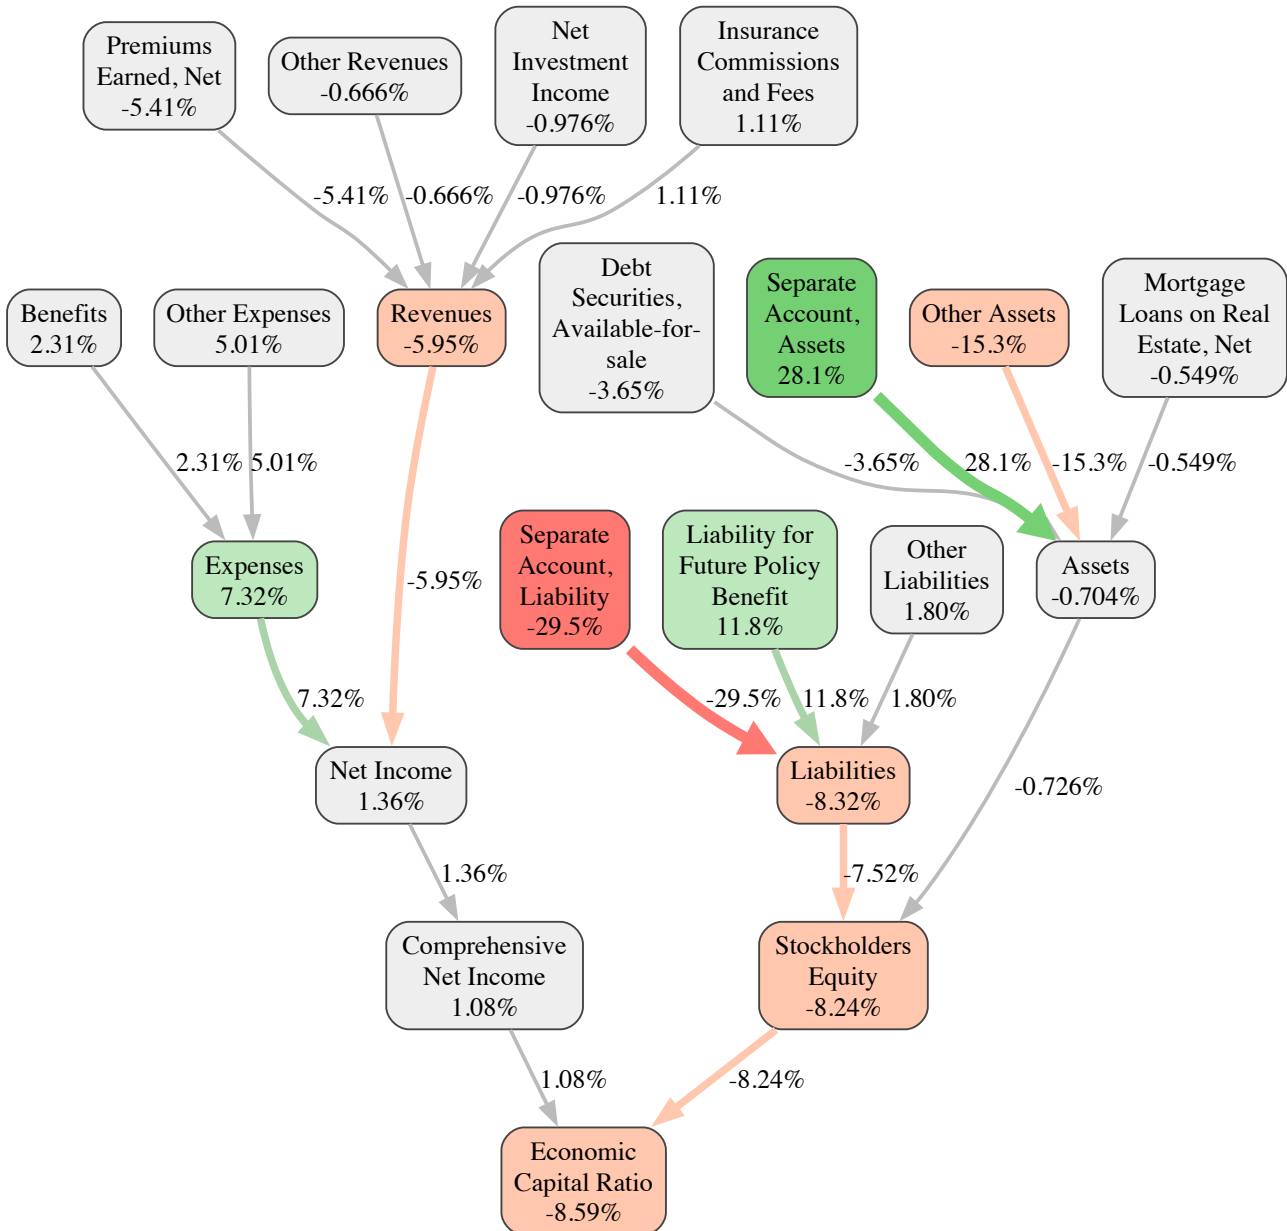 Premiums
Earned, Net
-5.41%
Other Revenues
-0.666%
Net
Investment
Income
-0.976%
Insurance
Commissions
and Fees
1.11%
-5.41%
-0.666%
-0.976%
1.11%
Benefits
2.31%
Other Expenses
5.01%
Revenues
-5.95%
Debt
Securities,
Available-for-
sale
-3.65%
Separate
Account,
Assets
28.1%
Other Assets
-15.3%
Mortgage
Loans on Real
Estate, Net
-0.549%
2.31%
5.01%
-3.65%
28.1%
-15.3%
-0.549%
Expenses
7.32%
-5.95%
Separate
Account,
Liability
-29.5%
Liability for
Future Policy
Benefit
11.8%
Other
Liabilities
1.80%
Assets
-0.704%
7.32%
-29.5%
11.8%
1.80%
Net Income
1.36%
Liabilities
-8.32%
-0.726%
1.36%
-7.52%
Comprehensive
Net Income
1.08%
Stockholders
Equity
-8.24%
1.08%
-8.24%
Economic
Capital Ratio
-8.59%